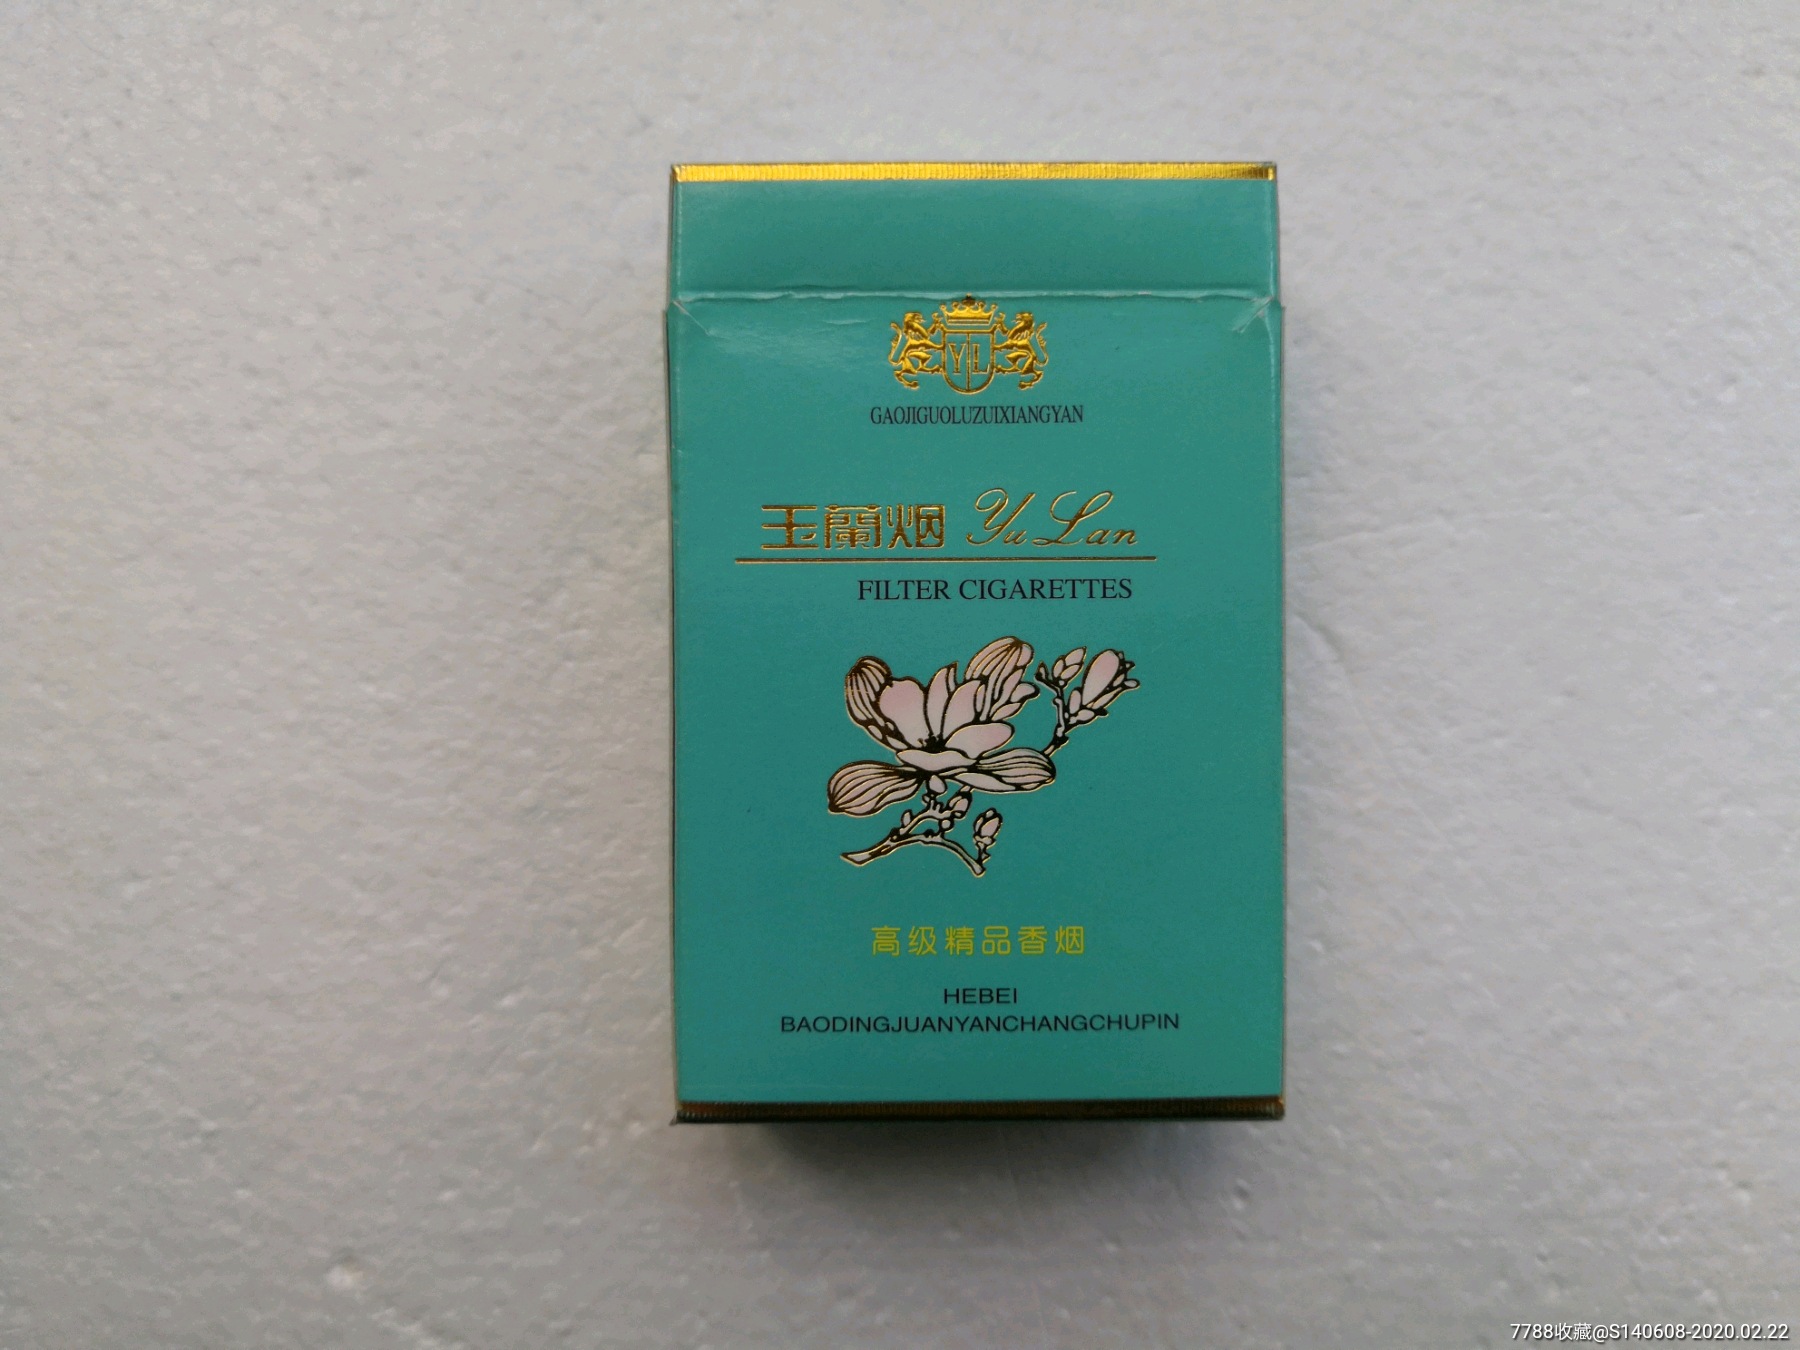 YL
GAOJIGUOLUZUIXIANGYAN
玉蘭烟 Yu Lan
FILTER CIGARETTES
高级精品香烟
HEBEI
BAODINGJUANYANCHANGCHUPIN
7788收藏@S140608-2020.02.22